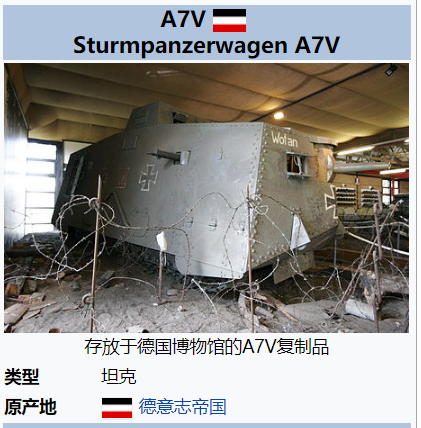 A7V
Sturmpanzerwagen A7V
Wotan
存放于德国博物馆的A7V复制品
类型 坦克
原产地 德意志帝国